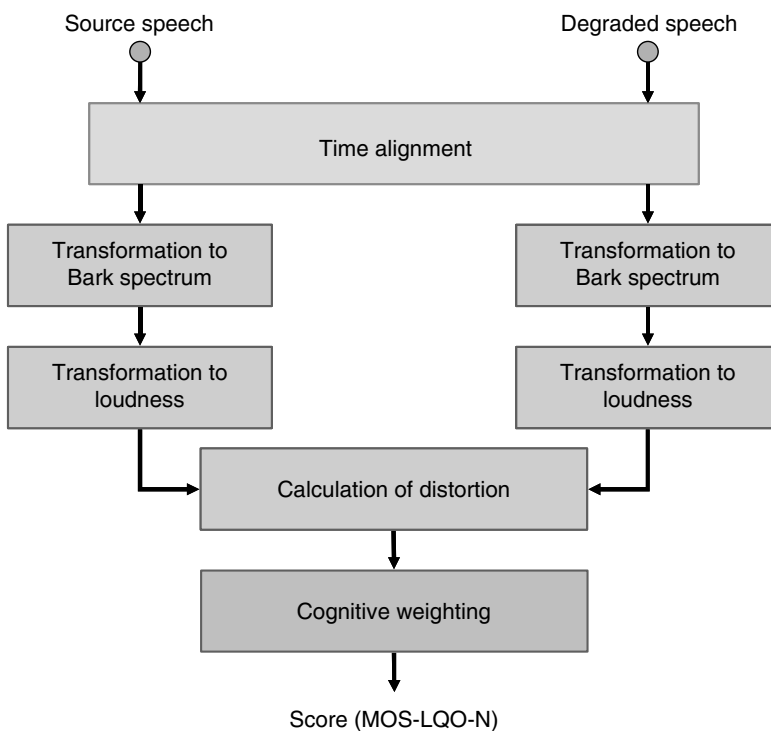 Source speech
Degraded speech
Time alignment
Transformation to
Bark spectrum
Transformation to
Bark spectrum
Transformation to
loudness
Transformation to
loudness
Calculation of distortion
Cognitive weighting
Score (MOS-LQO-N)